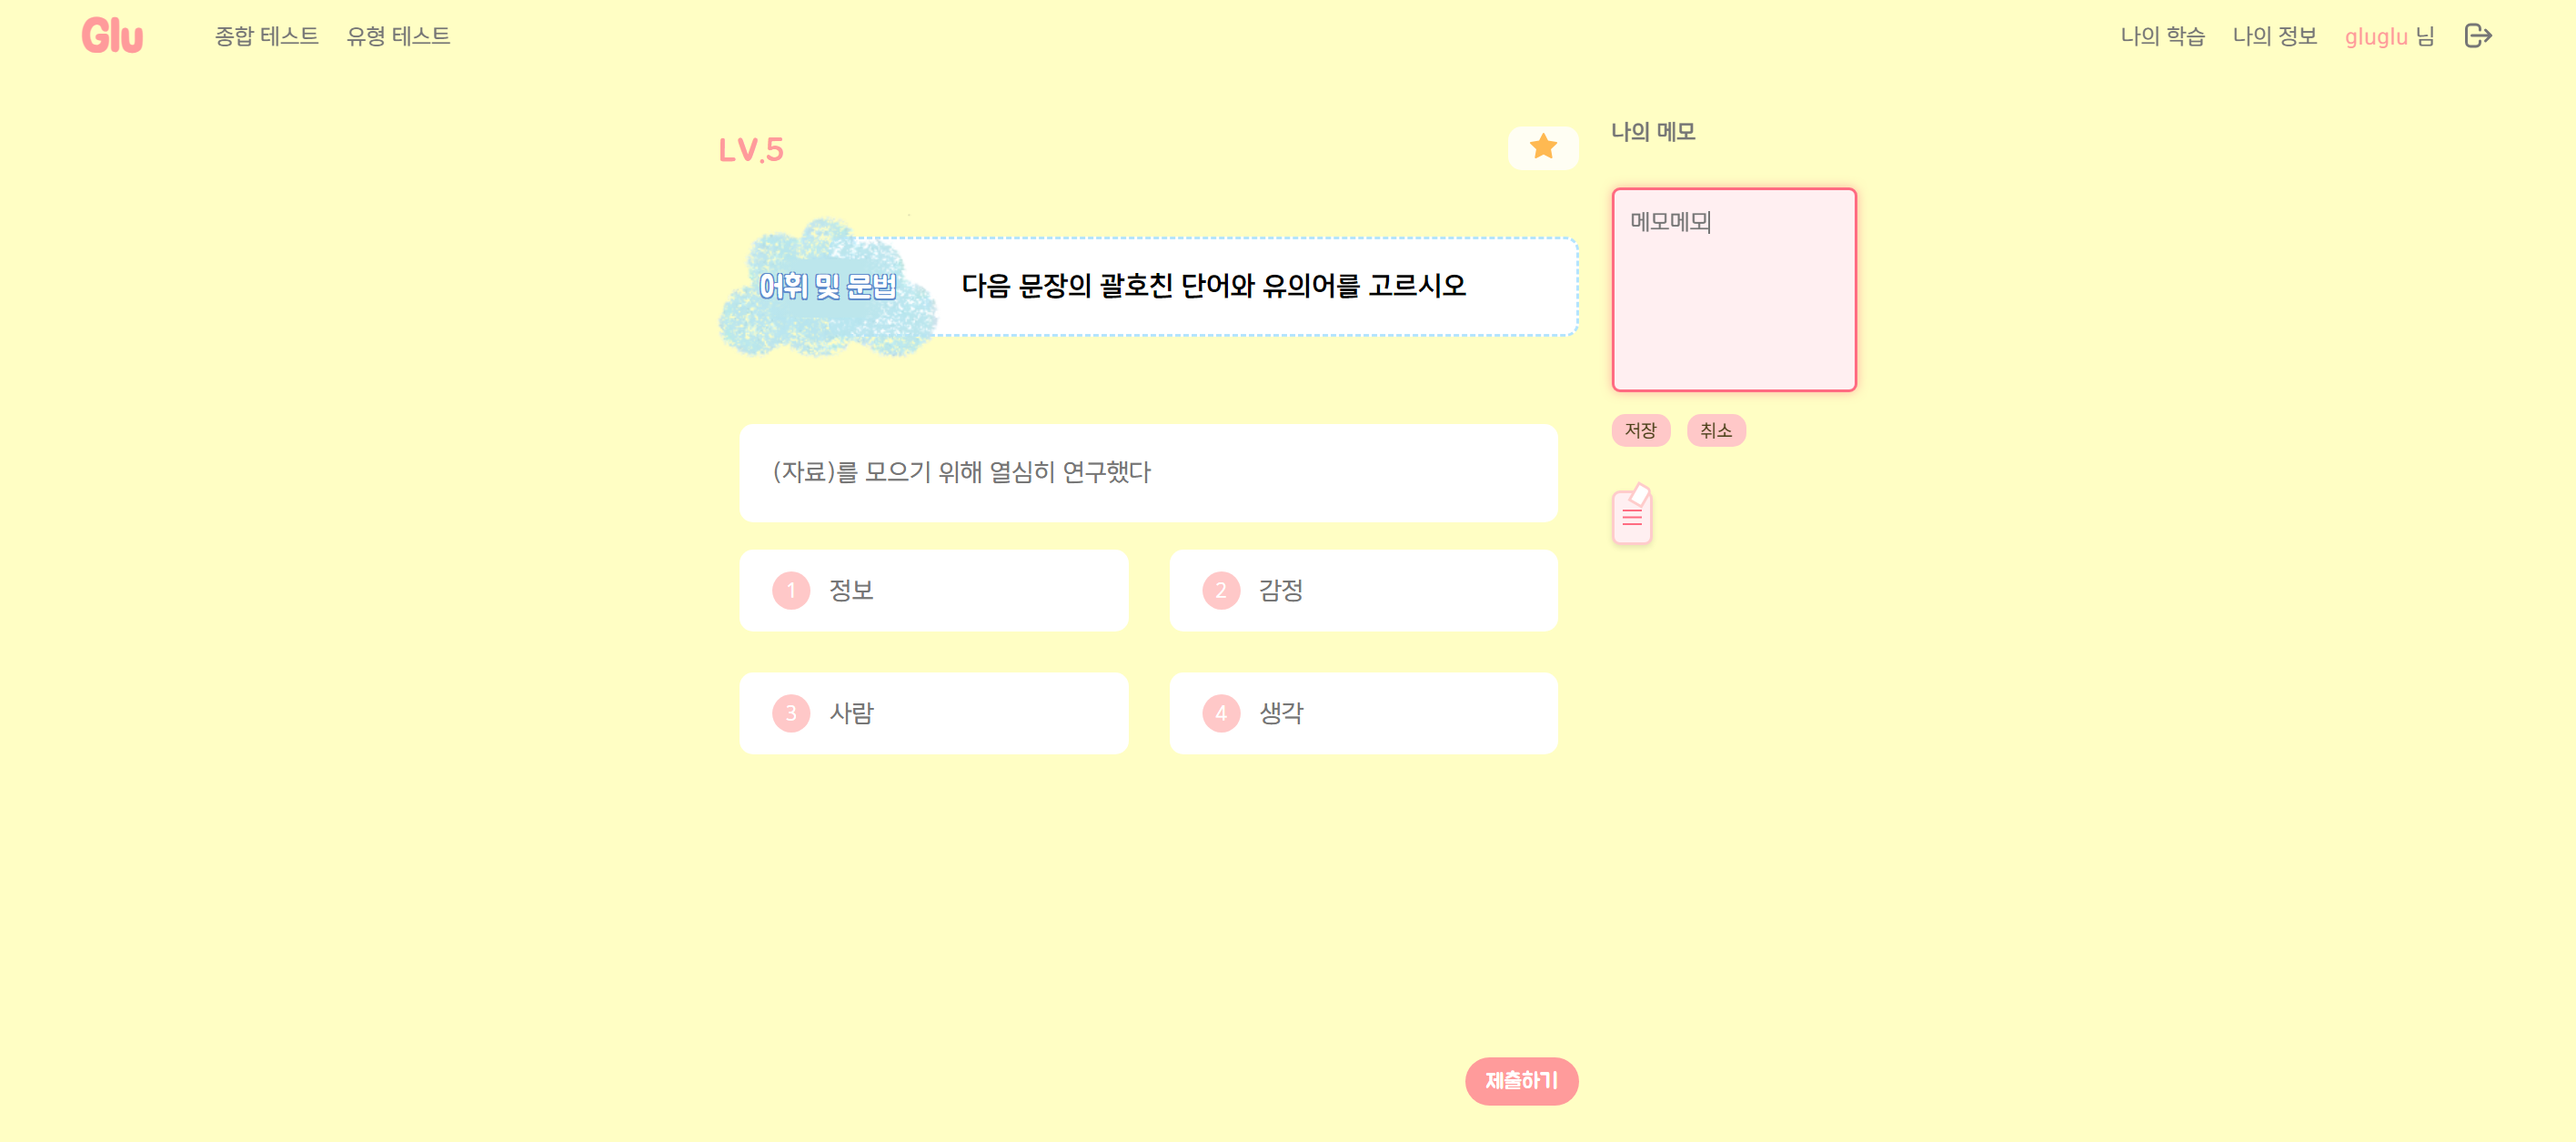 Glu
종합 테스트
유형 테스트
나의 학습
나의 정보
gluglu 님
LV.5
나의 메모
메모메모
어휘 및 문법
다음 문장의 괄호친 단어와 유의어를 고르시오
저장
취소
(자료)를 모으기 위해 열심히 연구했다
1 정보
2 감정
3 사람
4 생각
제출하기